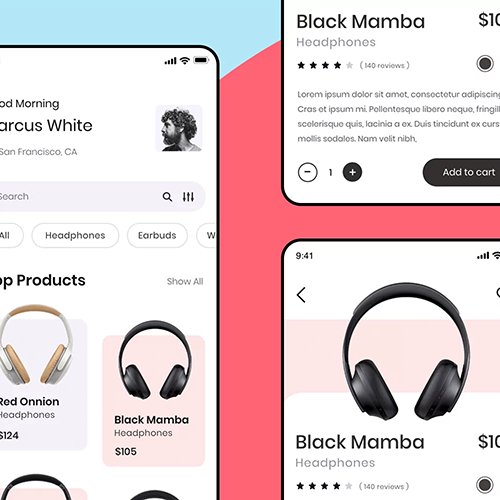 od Morning
arcus White
San Francisco, CA
Search
All
Headphones
Earbuds
W
op Products
Show All
Red Onnion
Headphones
$124
Black Mamba
Headphones
$105
Black Mamba
$10
Headphones
( 140 reviews )
Lorem ipsum dolor sit amet, consectetur adipiscing
Cras et ipsum mi. Pellentesque libero neque, fringill
scelerisque quis, lacinia a ex. Duis tincidunt ex curs
mollis sodales. Nam velit nibh,
1
Add to cart
9:41
Black Mamba
$10
Headphones
( 140 reviews )